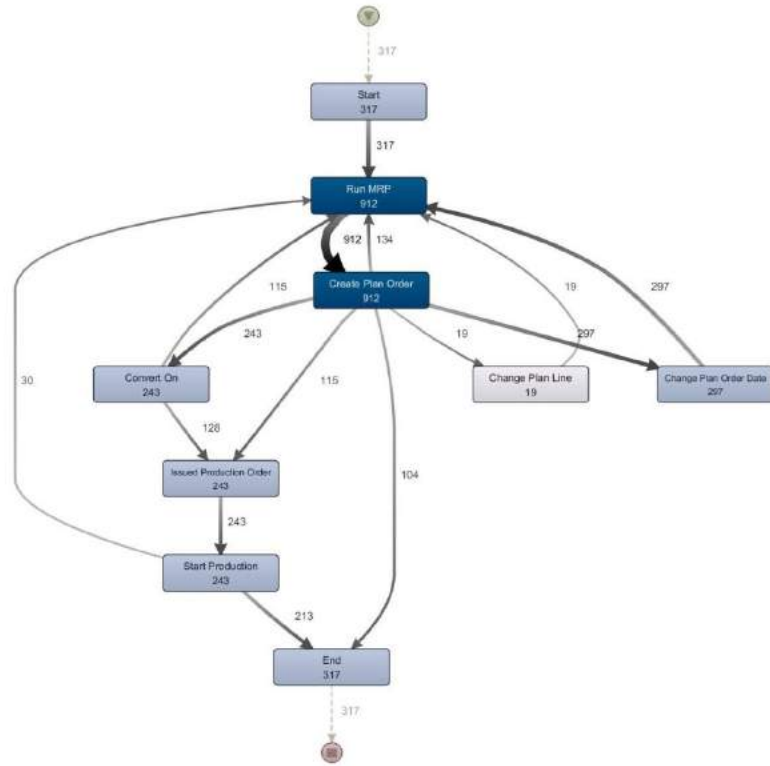 317
Start
317
317
Run MRP
912
912
134
Create Plan Order
912
115
19
297
243
19
297
30
115
Convert On
243
Change Plan Line
19
Change Plan Order Date
297
128
104
Issued Production Order
243
243
Start Production
243
213
End
317
317